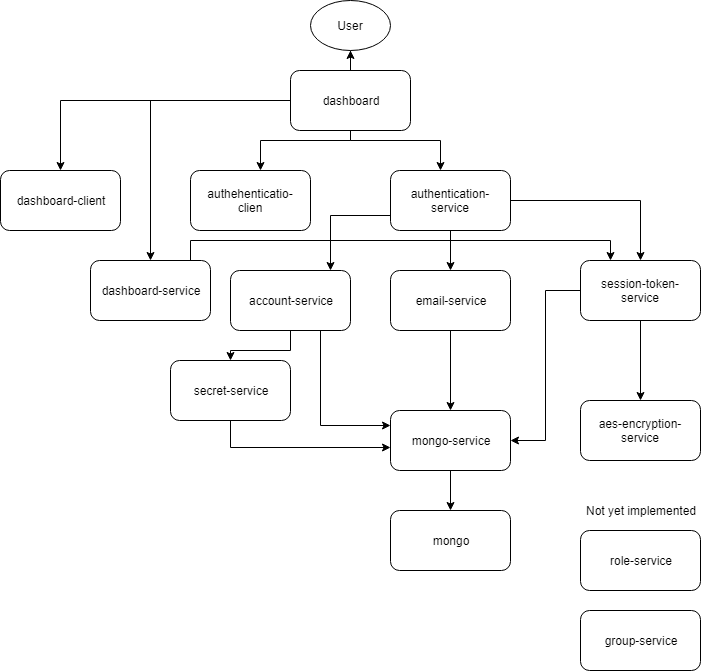 User
dashboard
dashboard-client
authehenticatio-
clien
authentication-
service
dashboard-service
account-service
email-service
session-token-
service
secret-service
mongo-service
aes-encryption-
service
mongo
Not yet implemented
role-service
group-service